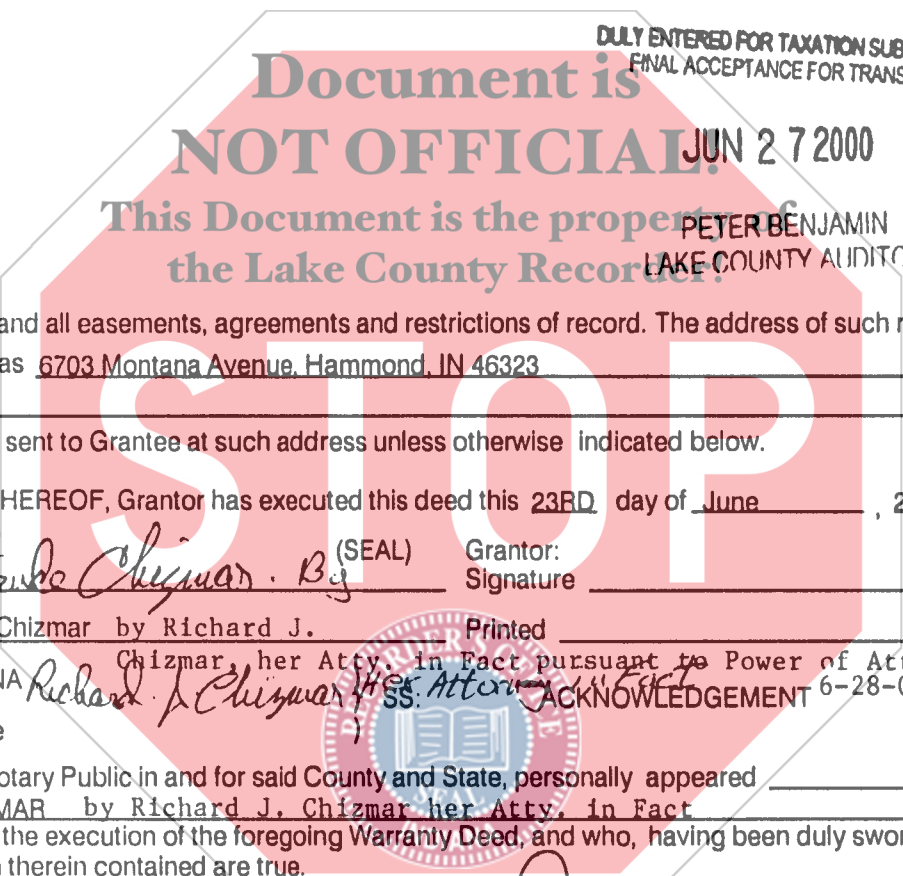 DULY ENTERED FOR TAXATION SUB
FINAL ACCEPTANCE FOR TRANS
Document is
NOT OFFICIAL!
JUN 27 2000
This Document is the property of
the Lake County Recorder!
PETER BENJAMIN
LAKE COUNTY AUDITO
and all easements, agreements and restrictions of record. The address of such r
as 6703 Montana Avenue, Hammond, IN 46323
STOP
sent to Grantee at such address unless otherwise indicated below.
HEREOF, Grantor has executed this deed this 23RD day of June , 2
Chizmar. By (SEAL) Grantor:
Signature
Chizmar by Richard J. Printed
Chizmar, her Atty. in Fact pursuant to Power of Att
NA Richard J Chizmar Her Attorney in Fact
SS: ACKNOWLEDGEMENT 6-28-0
e
otary Public in and for said County and State, personally appeared
MAR by Richard J. Chizmar her Atty. in Fact
the execution of the foregoing Warranty Deed, and who, having been duly swor
therein contained are true.
SEAL